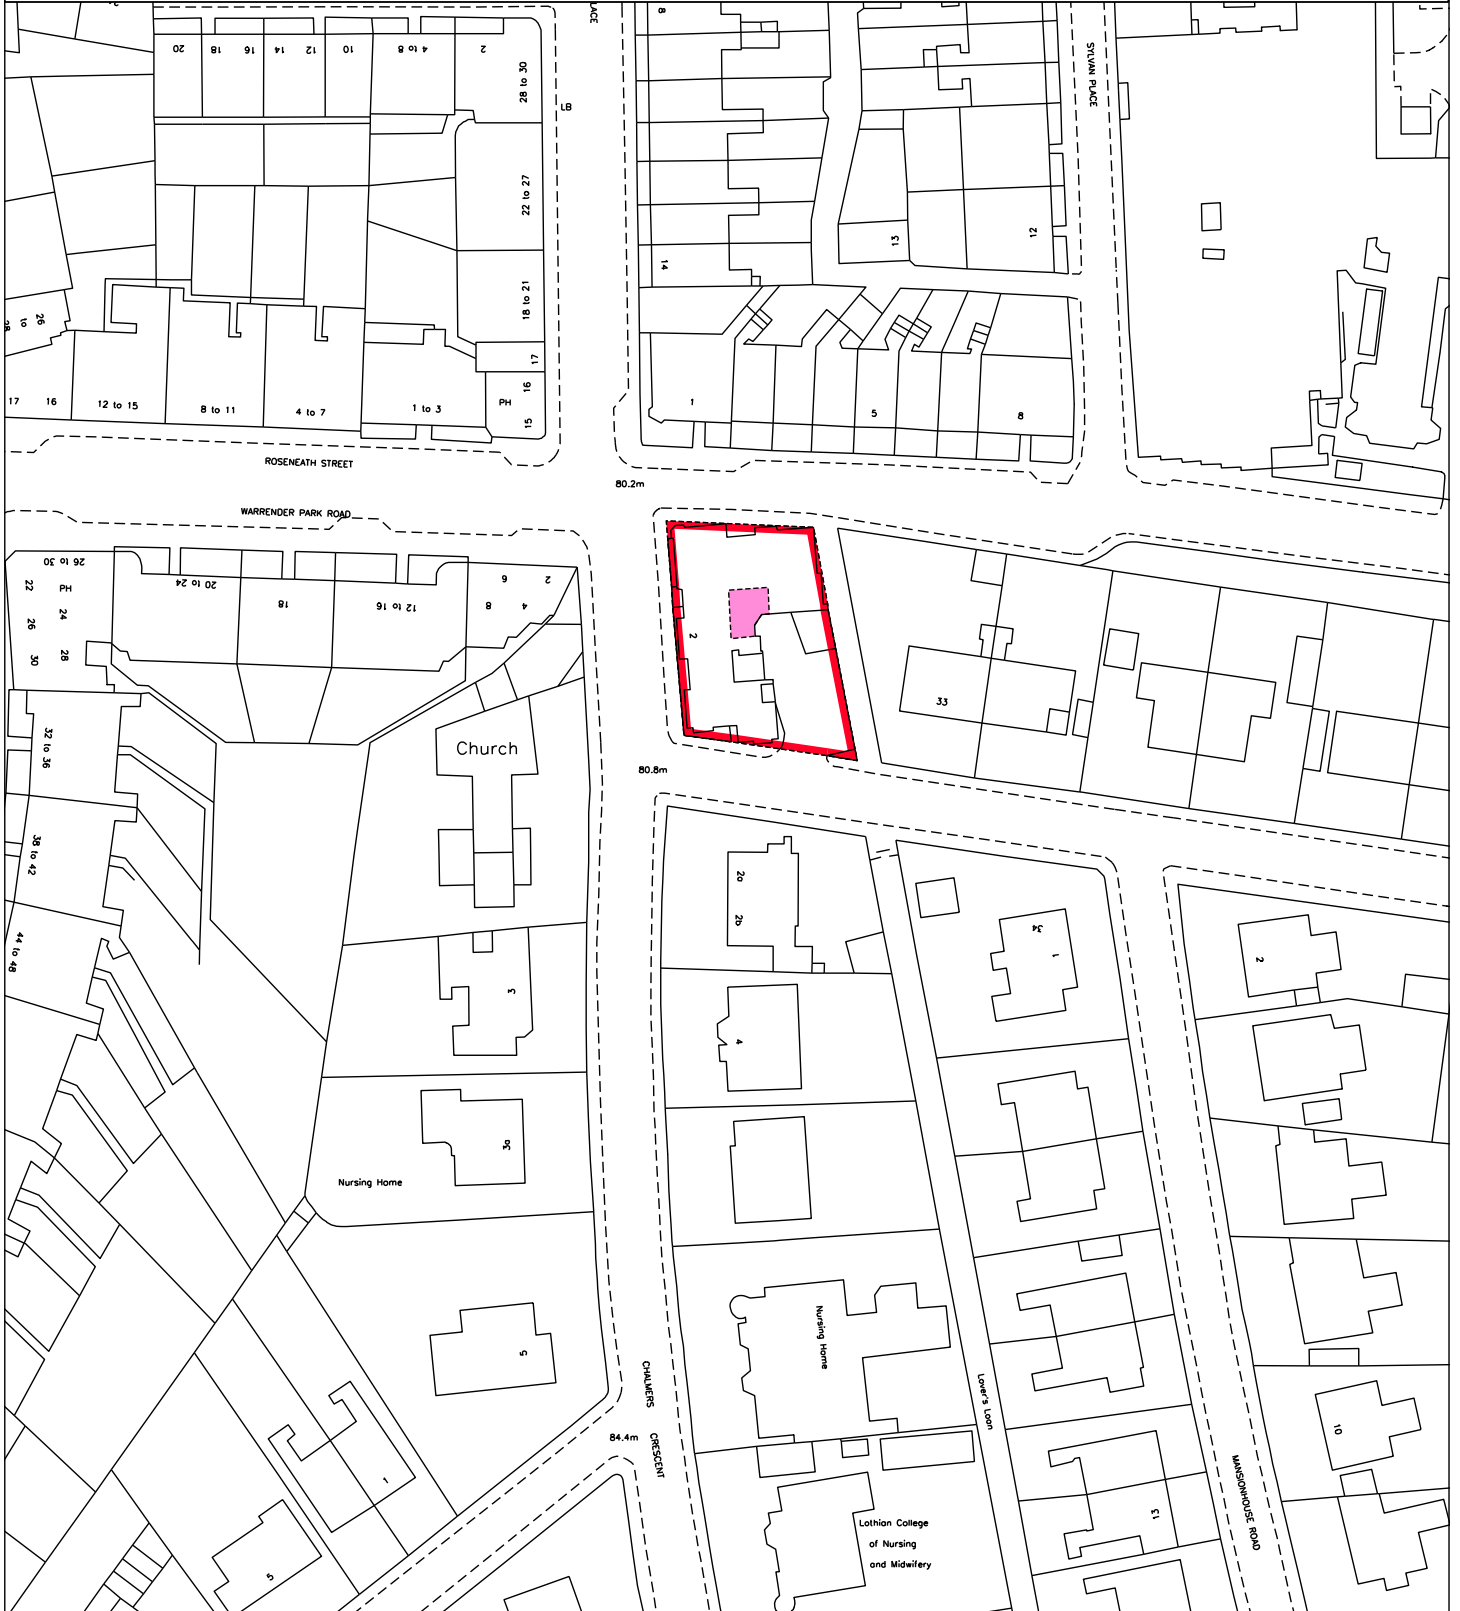 20
18
16
14
12
10
4 to 8
2
28 to 30
LACE
8
SYLVAN PLACE
LB
22 to 27
18 to 21
17
16
15
PH
14
13
12
26
to
28
17
16
12 to 15
8 to 11
4 to 7
1 to 3
1
5
8
ROSENEATH STREET
80.2m
WARRENDER PARK ROAD
26 to 30
22
PH
24
26
28
30
20 to 24
18
12 to 16
6
2
8
4
2
33
32 to 36
Church
80.8m
38 to 42
44 to 48
2a
2b
34
1
2
3
4
3a
Nursing Home
5
Nursing Home
CHALMERS
CRESCENT
Lover's Loan
84.4m
10
MANSIONHOUSE ROAD
1
5
13
Lothian College
of Nursing
and Midwifery